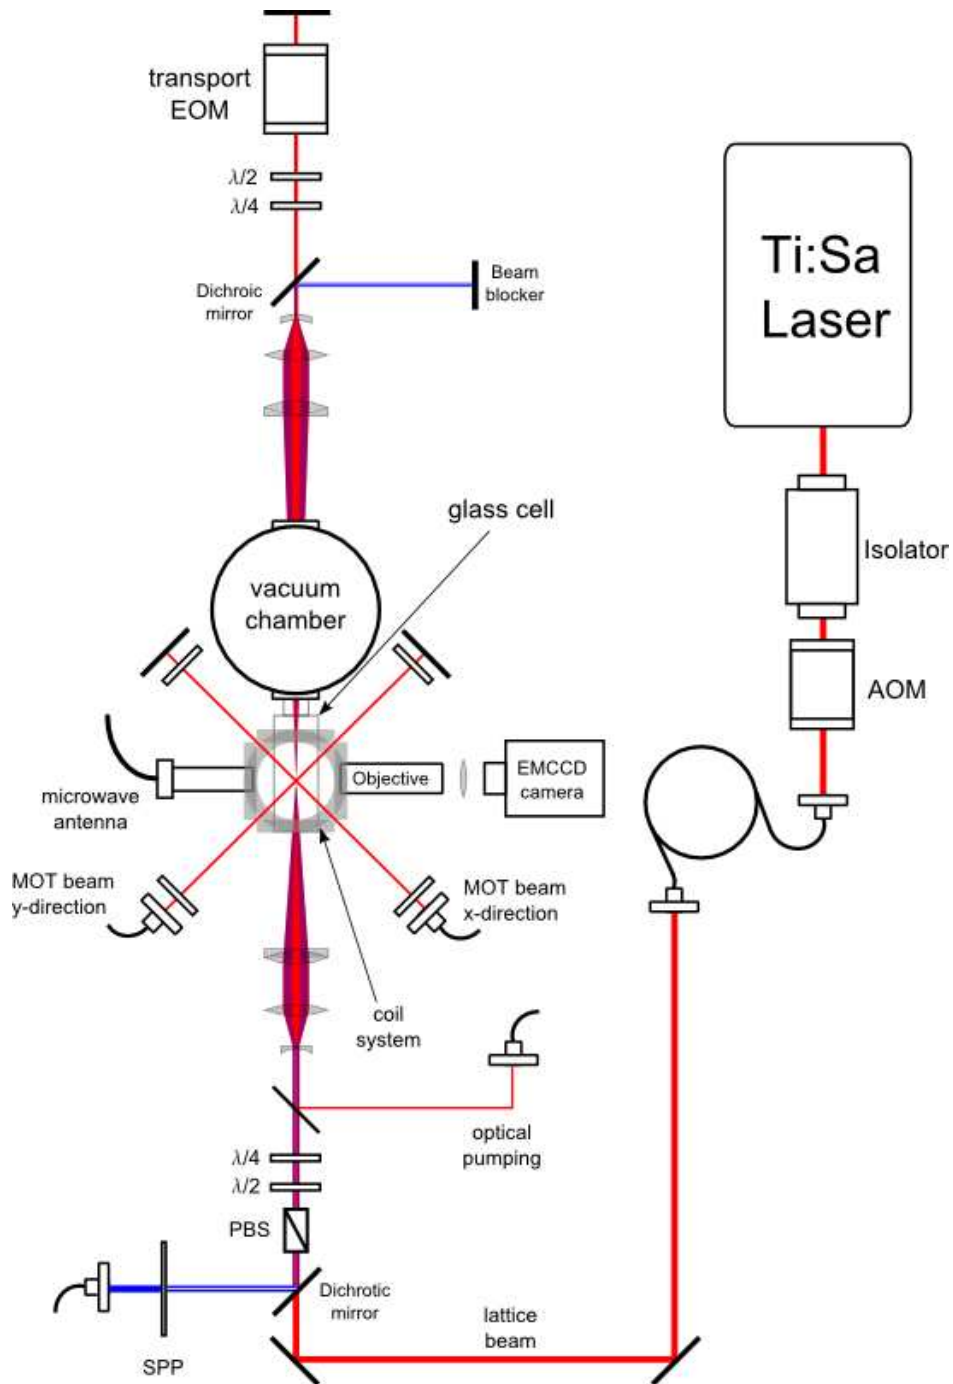 transport
EOM
λ/2
λ/4
Dichroic
mirror
Beam
blocker
Ti:Sa
Laser
glass cell
Isolator
vacuum
chamber
AOM
Objective
EMCCD
camera
microwave
antenna
MOT beam
y-direction
MOT beam
x-direction
coil
system
optical
pumping
λ/4
λ/2
PBS
Dichrotic
mirror
lattice
beam
SPP